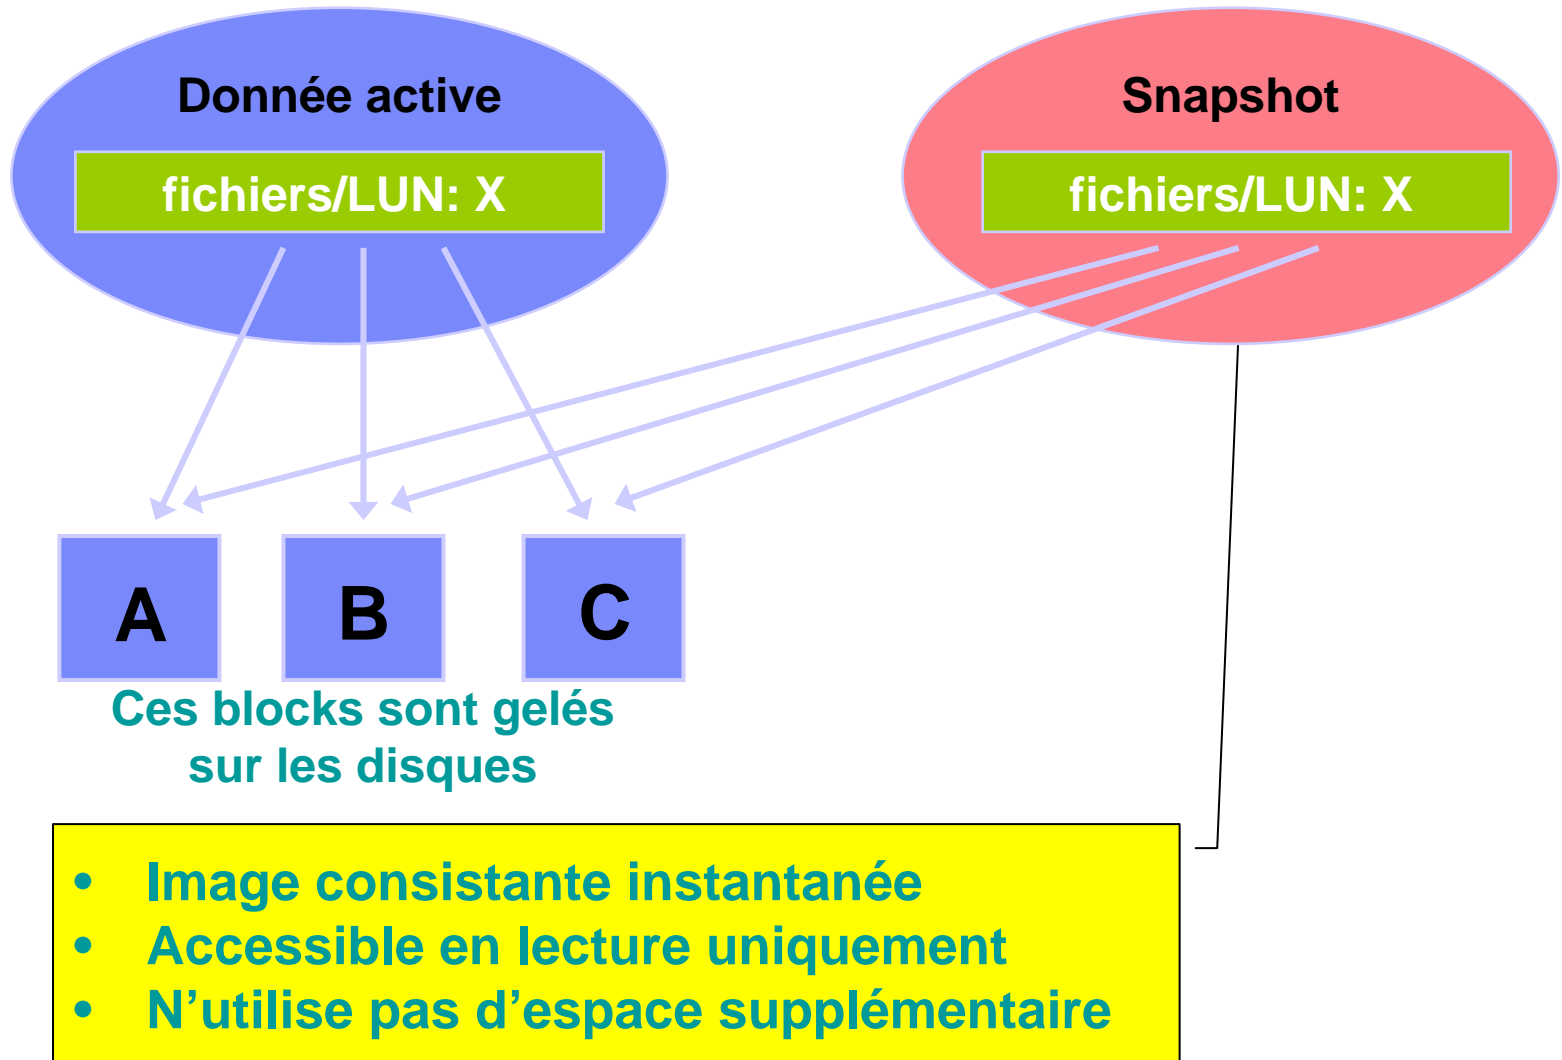 Donnée active
fichiers/LUN: X
Snapshot
fichiers/LUN: X
A
B
C
Ces blocks sont gelés
sur les disques
• Image consistante instantanée
• Accessible en lecture uniquement
• N’utilise pas d’espace supplémentaire